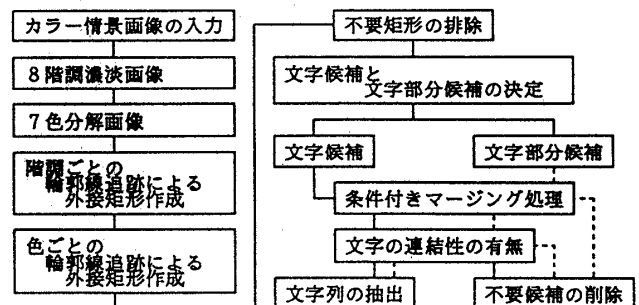 カラー情景画像の入力
8階調濃淡画像
7色分解画像
階調ごとの
輪郭線追跡による
外接矩形作成
色ごとの
輪郭線追跡による
外接矩形作成
不要矩形の排除
文字候補と
文字部分候補の決定
文字候補
文字部分候補
条件付きマージング処理
文字の連結性の有無
文字列の抽出
不要候補の削除